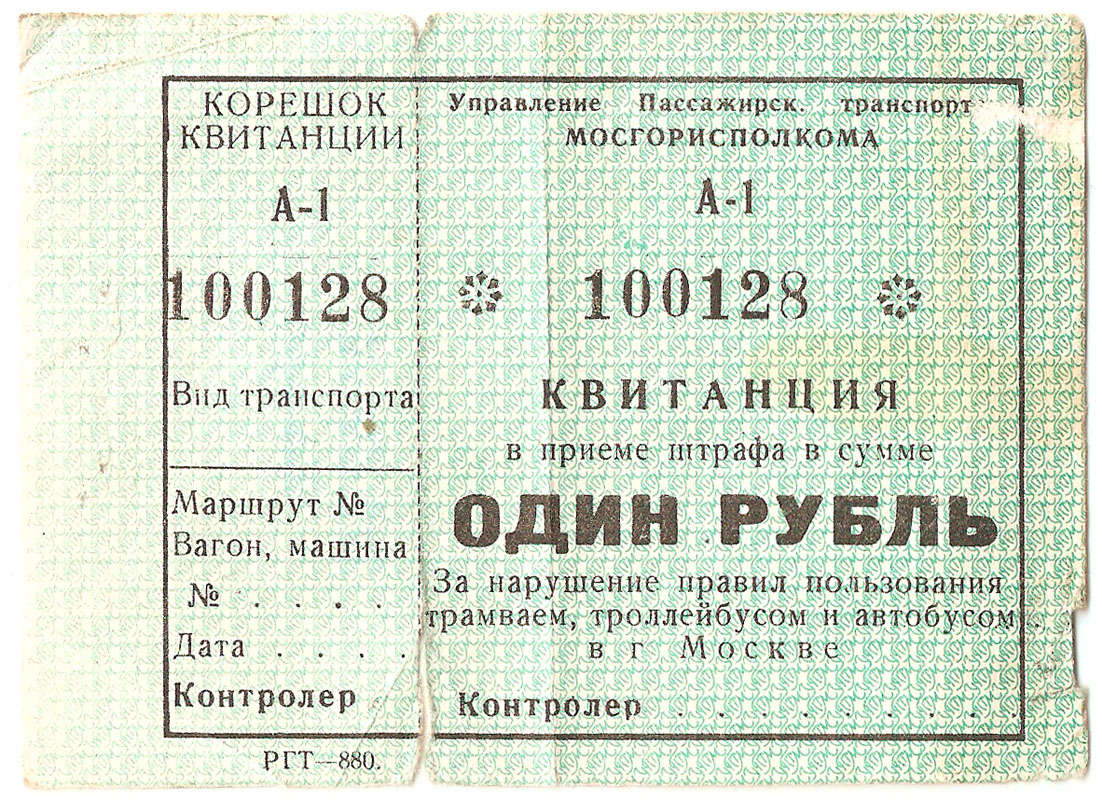 КОРЕШОК
КВИТАНЦИИ
А-1
100128
Вид транспорта
Маршрут №
Вагон, машина
№ . . . .
Дата . . . .
Контролер
РГТ—880.
Управление Пассажирск. транспорт
МОСГОРИСПОЛКОМА
А-1
100128
КВИТАНЦИЯ
в приеме штрафа в сумме
ОДИН РУБЛЬ
За нарушение правил пользования
трамваем, троллейбусом и автобусом
в г Москве
Контролер . . . . . . . . .